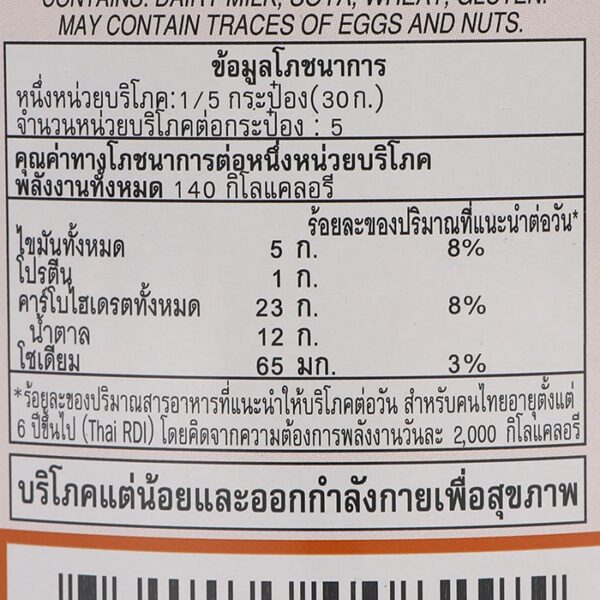 CONTAINS: DAIRY MILK, SOYA, WHEAT, GLUTEN.
MAY CONTAIN TRACES OF EGGS AND NUTS.
ข้อมูลโภชนาการ
หนึ่งหน่วยบริโภค:1/5 กระป๋อง(30ก.)
จำนวนหน่วยบริโภคต่อกระป๋อง : 5
คุณค่าทางโภชนาการต่อหนึ่งหน่วยบริโภค
พลังงานทั้งหมด 140 กิโลแคลอรี
ร้อยละของปริมาณที่แนะนำต่อวัน*
ไขมันทั้งหมด 5 ก. 8%
โปรตีน 1 ก.
คาร์โบไฮเดรตทั้งหมด 23 ก. 8%
น้ำตาล 12 ก.
โซเดียม 65 มก. 3%
*ร้อยละของปริมาณสารอาหารที่แนะนำให้บริโภคต่อวัน สำหรับคนไทยอายุตั้งแต่
6 ปีขึ้นไป (Thai RDI) โดยคิดจากความต้องการพลังงานวันละ 2,000 กิโลแคลอรี
บริโภคแต่น้อยและออกกำลังกายเพื่อสุขภาพ